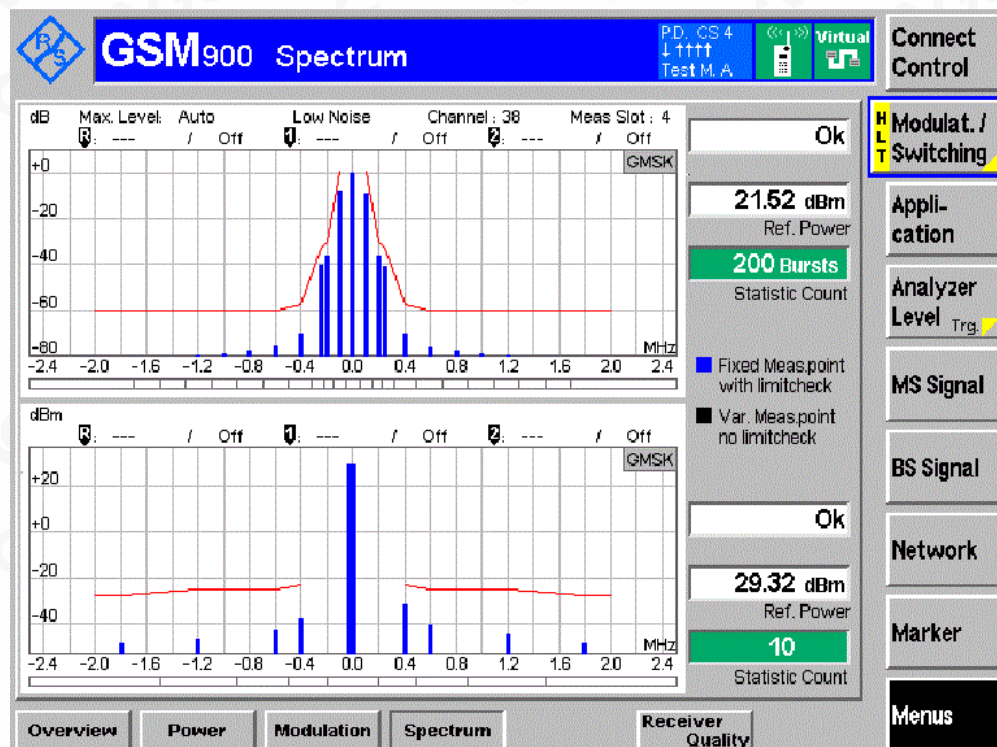 R/S
GSM900 Spectrum
P.D. CS 4
↓ ↑↑↑↑
Test M. A.
Virtual
Connect Control
HLT Modulat. / Switching
Appli-
cation
Analyzer Level Trg.
MS Signal
BS Signal
Network
Marker
Menus
dB Max. Level: Auto Low Noise Channel : 38 Meas Slot : 4
R: --- / Off 1: --- / Off 2: --- / Off
GMSK
+0
-20
-40
-60
-80
MHz
-2.4 -2.0 -1.6 -1.2 -0.8 -0.4 0.0 0.4 0.8 1.2 1.6 2.0 2.4
Ok
21.52 dBm
Ref. Power
200 Bursts
Statistic Count
Fixed Meas.point
with limitcheck
Var. Meas.point
no limitcheck
dBm
R: --- / Off 1: --- / Off 2: --- / Off
GMSK
+20
+0
-20
-40
MHz
-2.4 -2.0 -1.6 -1.2 -0.8 -0.4 0.0 0.4 0.8 1.2 1.6 2.0 2.4
Ok
29.32 dBm
Ref. Power
10
Statistic Count
Overview Power Modulation Spectrum Receiver Quality